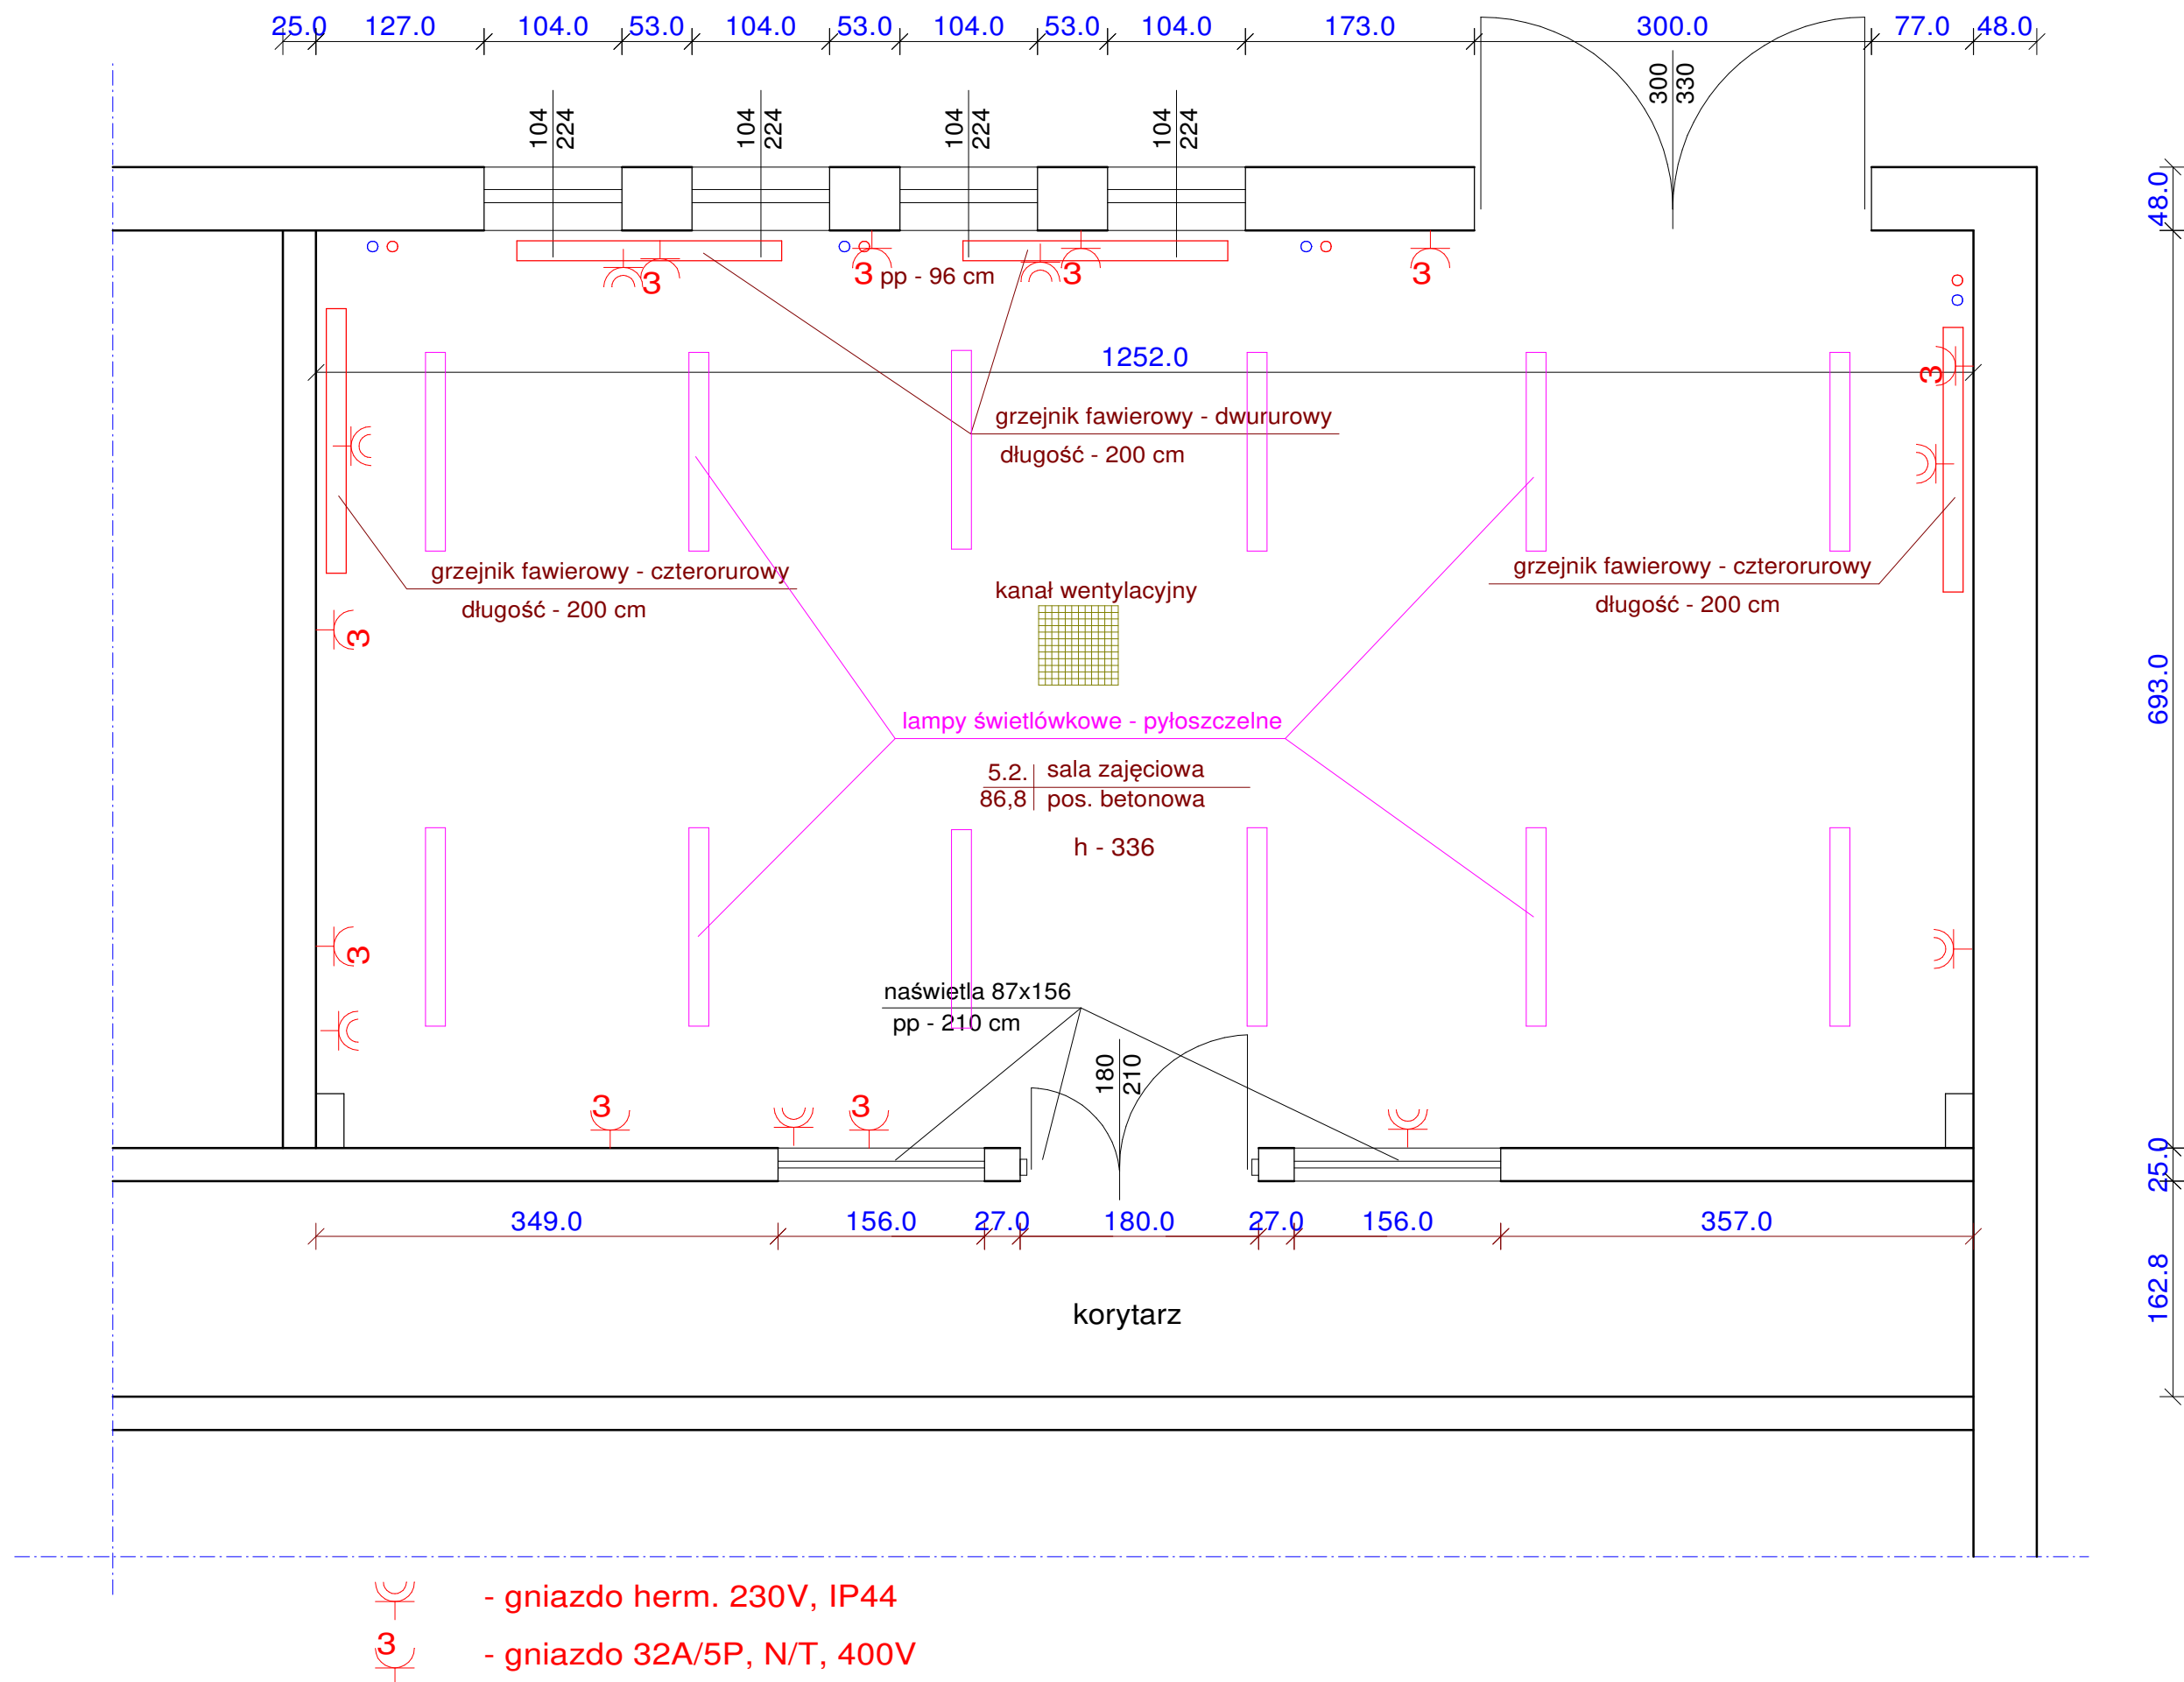 25.0 127.0 104.0 53.0 104.0 53.0 104.0 53.0 104.0 173.0 300.0 77.0 48.0
300
330
104
224
104
224
104
224
104
224
48.0
3
3 pp - 96 cm
3
3
1252.0
3
grzejnik fawierowy - dwururowy
długość - 200 cm
grzejnik fawierowy - czterorurowy
długość - 200 cm
grzejnik fawierowy - czterorurowy
długość - 200 cm
kanał wentylacyjny
3
693.0
lampy świetlówkowe - pyłoszczelne
5.2. sala zajęciowa
86,8 pos. betonowa
h - 336
3
naświetla 87x156
pp - 210 cm
180
210
3
3
25.0
349.0 156.0 27.0 180.0 27.0 156.0 357.0
162.8
korytarz
- gniazdo herm. 230V, IP44
3 - gniazdo 32A/5P, N/T, 400V